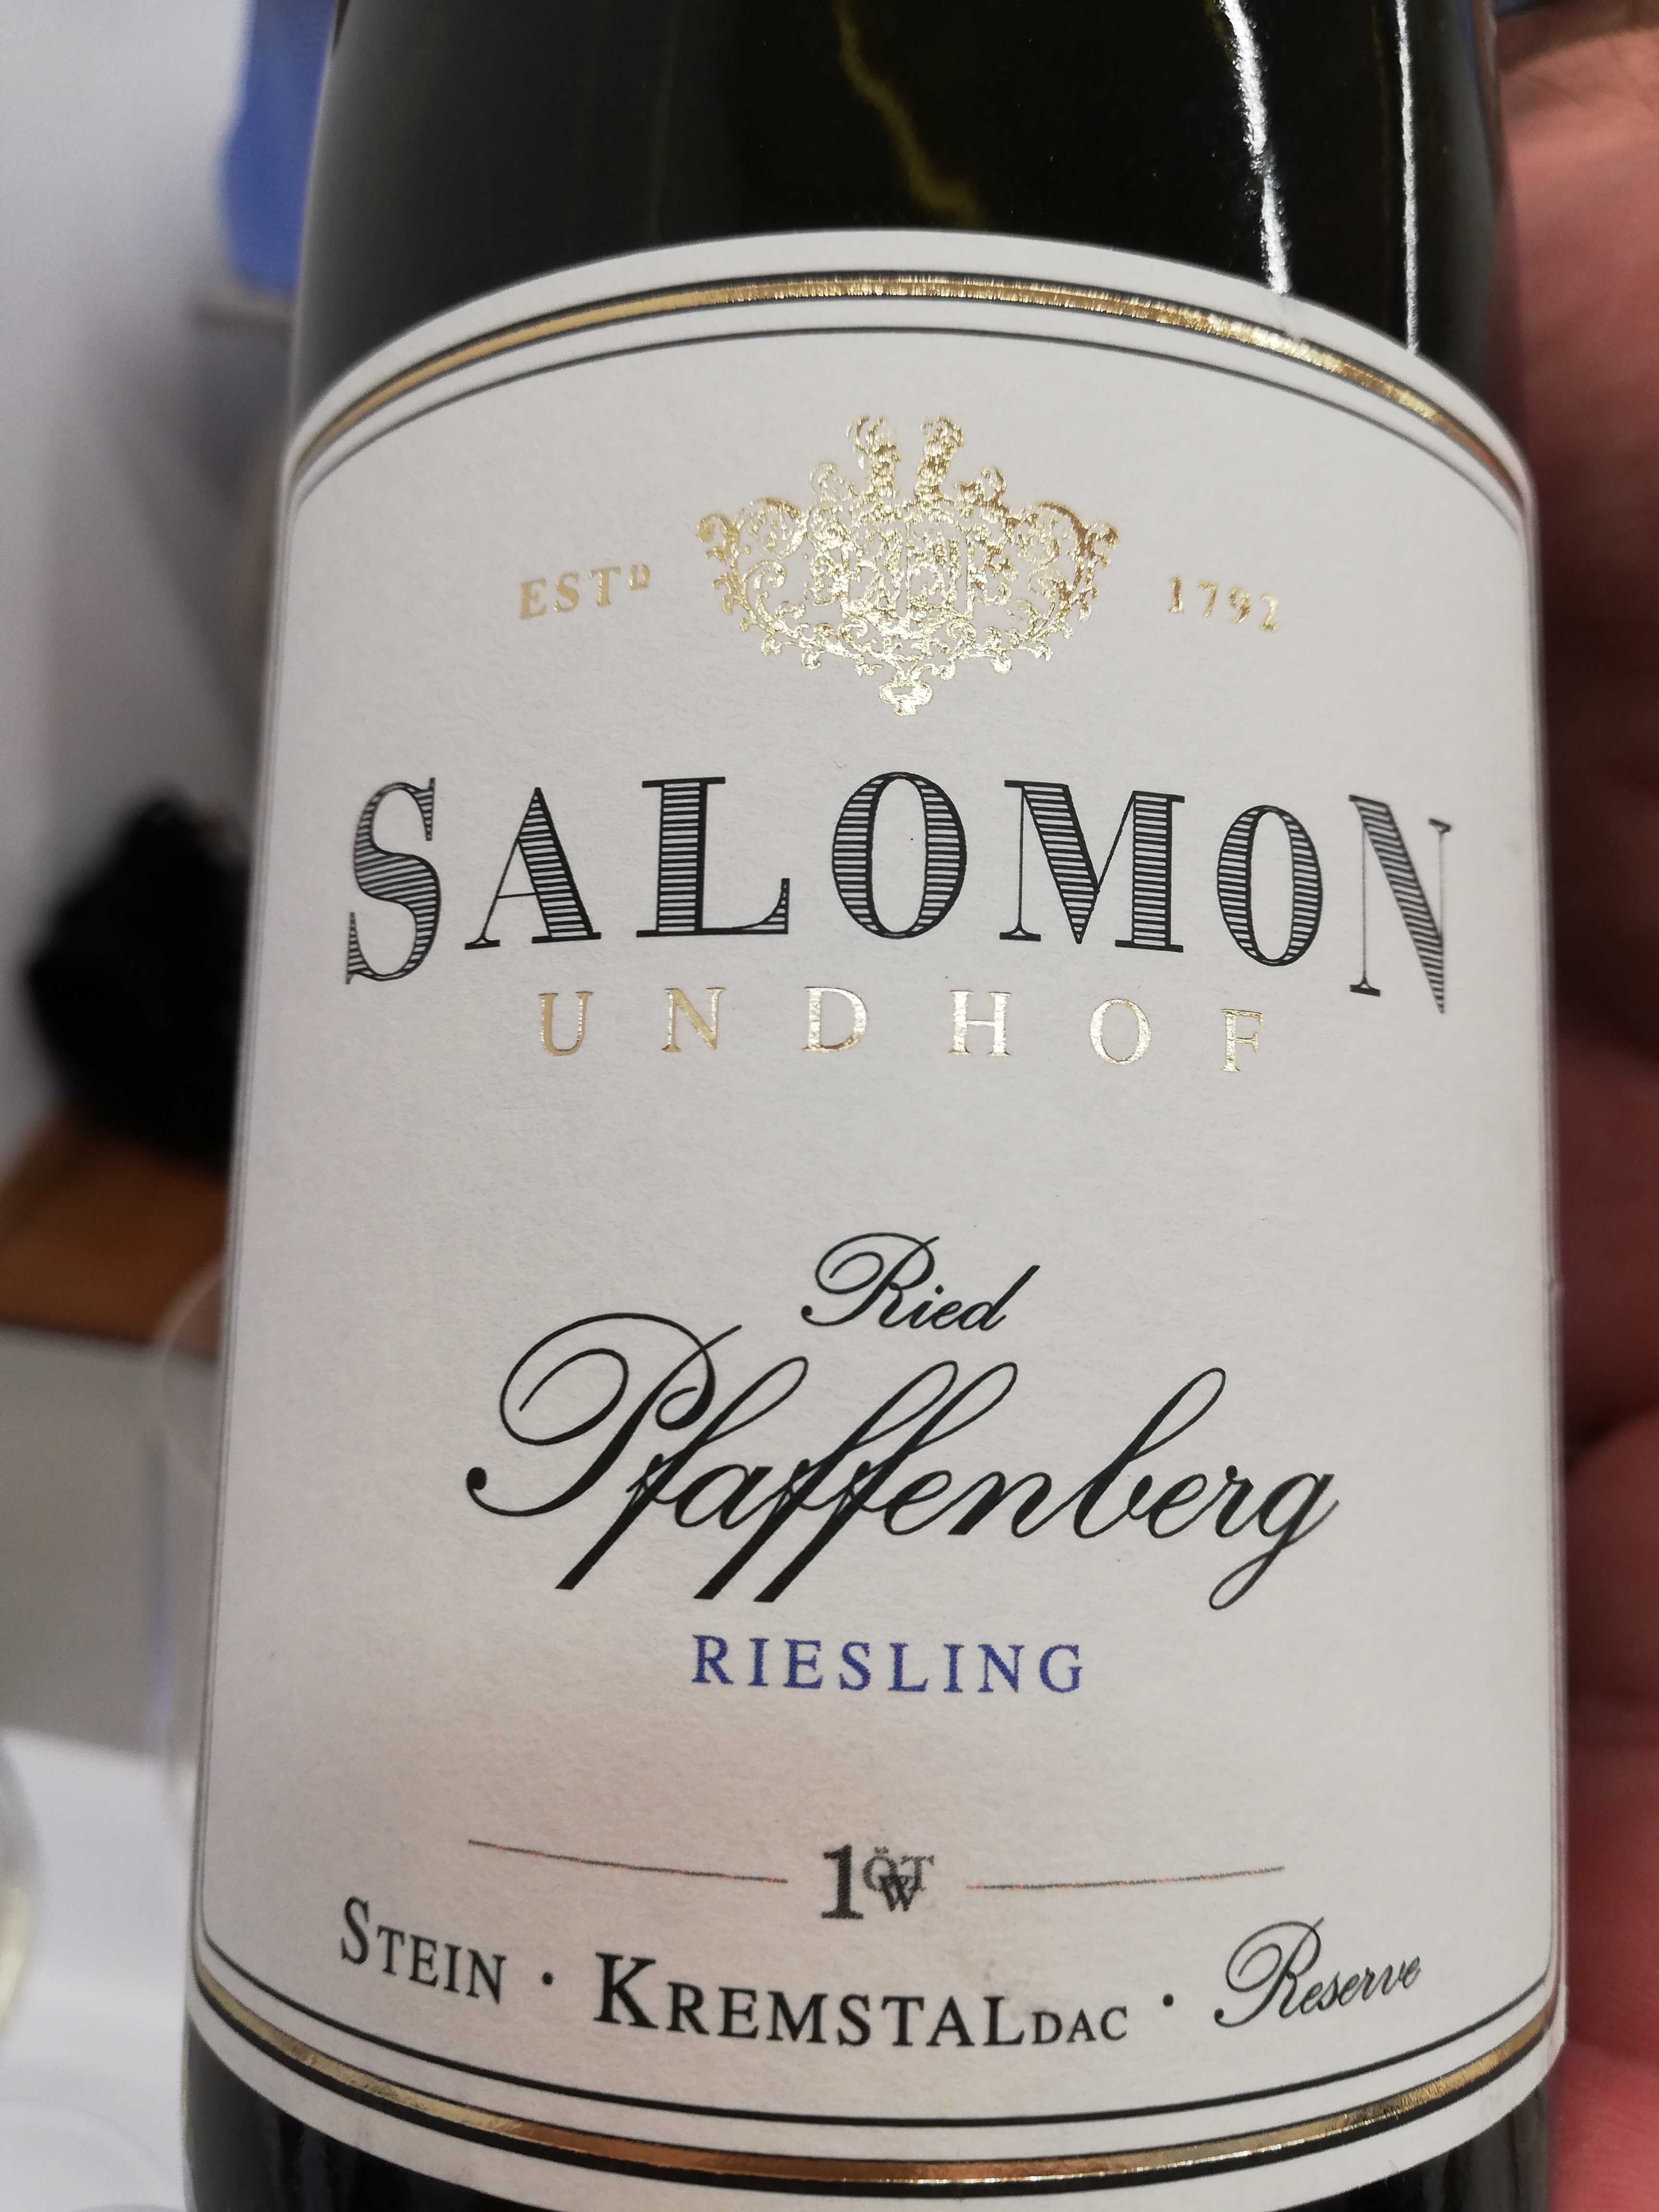 ESTD 1792
SALOMON
UNDHOF
Ried
Pfaffenberg
RIESLING
1ÖTW
STEIN · KREMSTAL DAC · Reserve